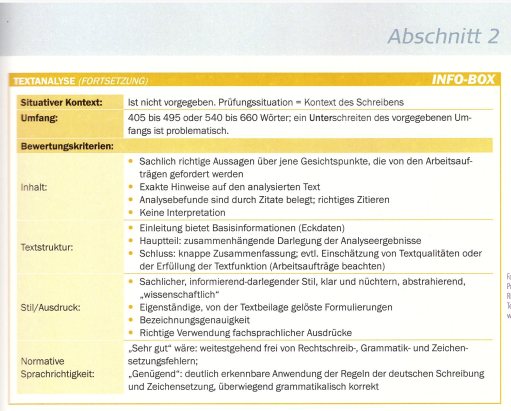 Abschnitt 2
TEXTANALYSE (FORTSETZUNG)
INFO-BOX
Situativer Kontext:
Ist nicht vorgegeben. Prüfungssituation = Kontext des Schreibens
Umfang:
405 bis 495 oder 540 bis 660 Wörter; ein Unterschreiten des vorgegebenen Um-
fangs ist problematisch.
Bewertungskriterien:
Inhalt:
• Sachlich richtige Aussagen über jene Gesichtspunkte, die von den Arbeitsauf-
trägen gefordert werden
• Exakte Hinweise auf den analysierten Text
• Analysebefunde sind durch Zitate belegt; richtiges Zitieren
• Keine Interpretation
Textstruktur:
• Einleitung bietet Basisinformationen (Eckdaten)
• Hauptteil: zusammenhängende Darlegung der Analyseergebnisse
• Schluss: knappe Zusammenfassung; evtl. Einschätzung von Textqualitäten oder
der Erfüllung der Textfunktion (Arbeitsaufträge beachten)
Stil/Ausdruck:
• Sachlicher, informierend-darlegender Stil, klar und nüchtern, abstrahierend,
„wissenschaftlich“
• Eigenständige, von der Textbeilage gelöste Formulierungen
• Bezeichnungsgenauigkeit
• Richtige Verwendung fachsprachlicher Ausdrücke
Normative
Sprachrichtigkeit:
„Sehr gut“ wäre: weitestgehend frei von Rechtschreib-, Grammatik- und Zeichen-
setzungsfehlern;
„Genügend“: deutlich erkennbare Anwendung der Regeln der deutschen Schreibung
und Zeichensetzung, überwiegend grammatikalisch korrekt